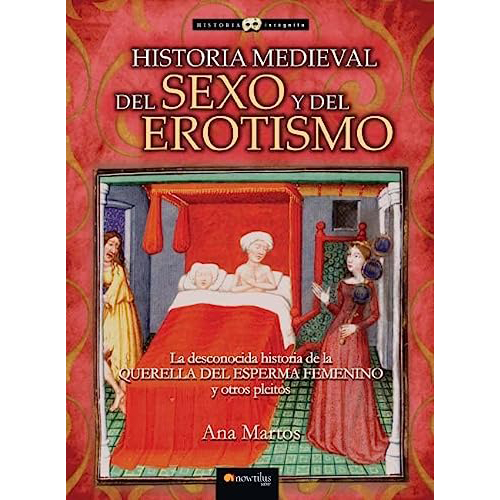 HISTORIA incógnita
HISTORIA MEDIEVAL
DEL SEXO Y DEL
EROTISMO
La desconocida historia de la
QUERELLA DEL ESPERMA FEMENINO
y otros pleitos
Ana Martos
nowtilus